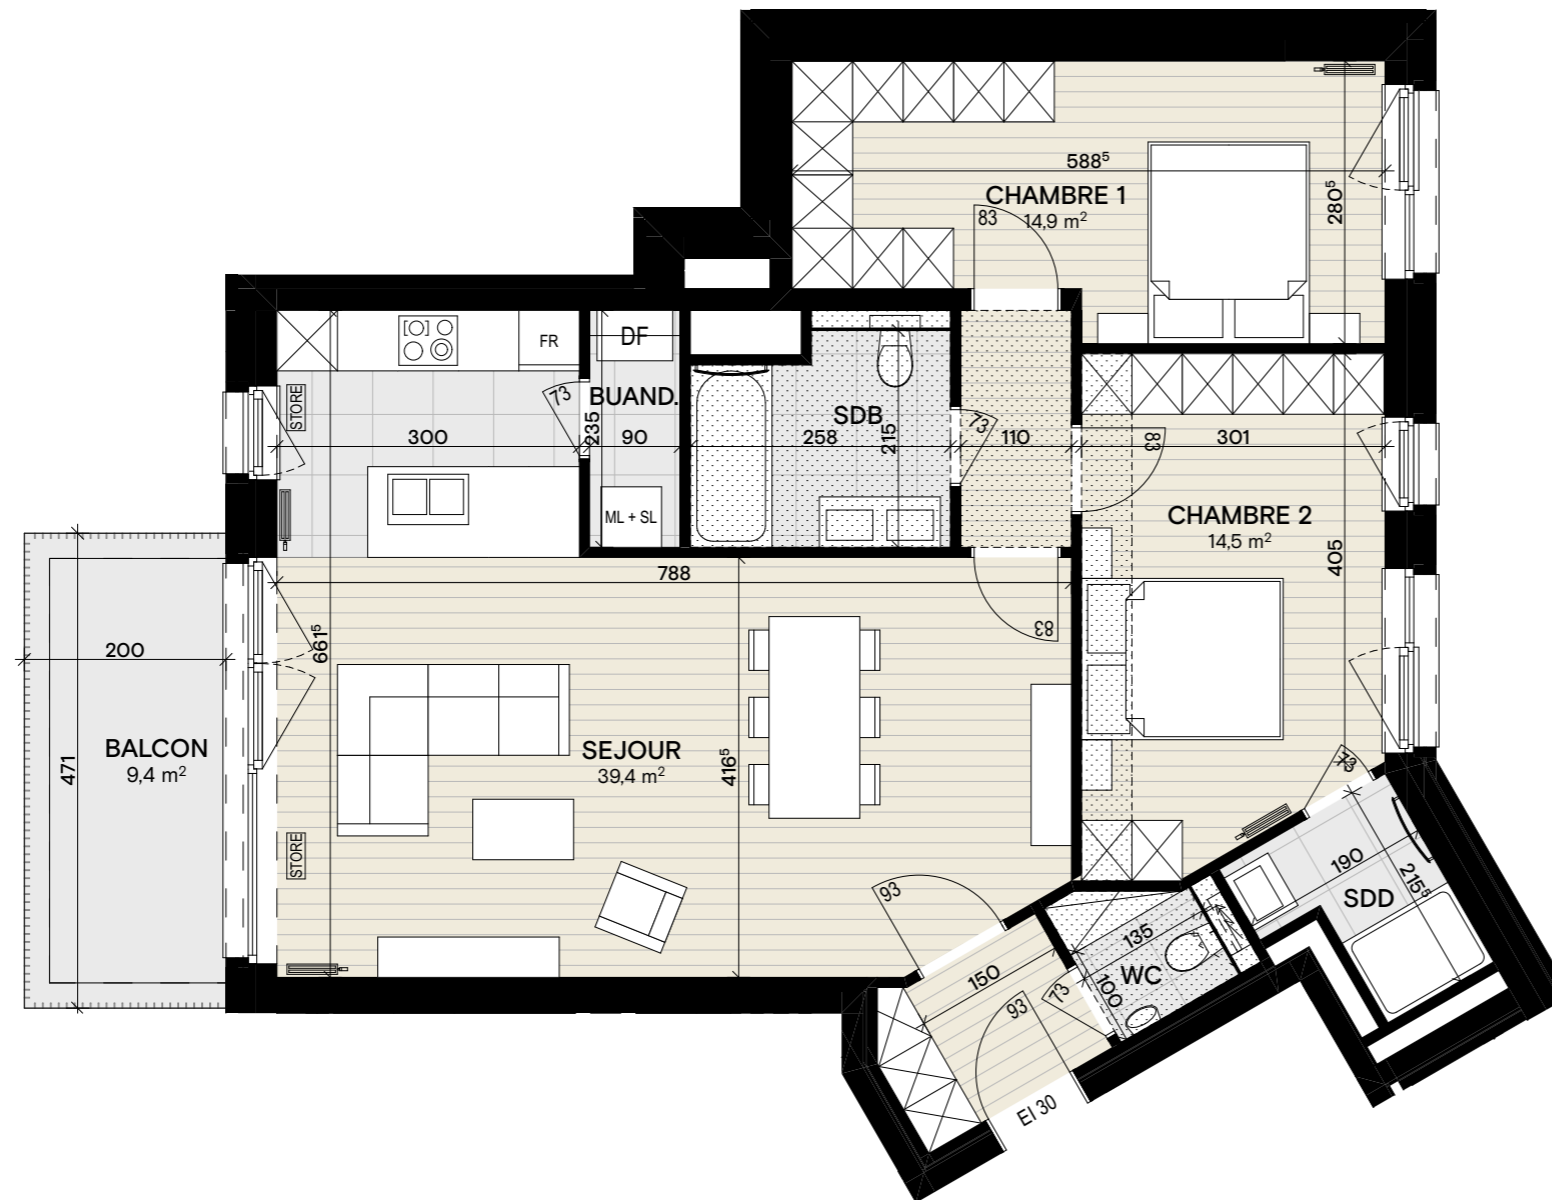 588⁵
CHAMBRE 1
14,9 m²
83
280⁵
FR
DF
STORE
73
BUAND.
235
300
90
SDB
258
215
73
110
83
301
ML + SL
CHAMBRE 2
14,5 m²
405
788
83
661⁵
200
BALCON
9,4 m²
471
SEJOUR
39,4 m²
416⁵
73
STORE
93
190
215⁵
SDD
135
WC
100
150
73
93
EI 30